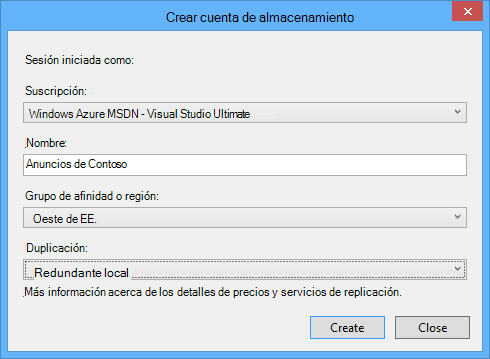 Crear cuenta de almacenamiento
Sesión iniciada como:
Suscripción:
Windows Azure MSDN - Visual Studio Ultimate
Nombre:
Anuncios de Contoso
Grupo de afinidad o región:
Oeste de EE.
Duplicación:
Redundante local
Más información acerca de los detalles de precios y servicios de replicación.
Create
Close